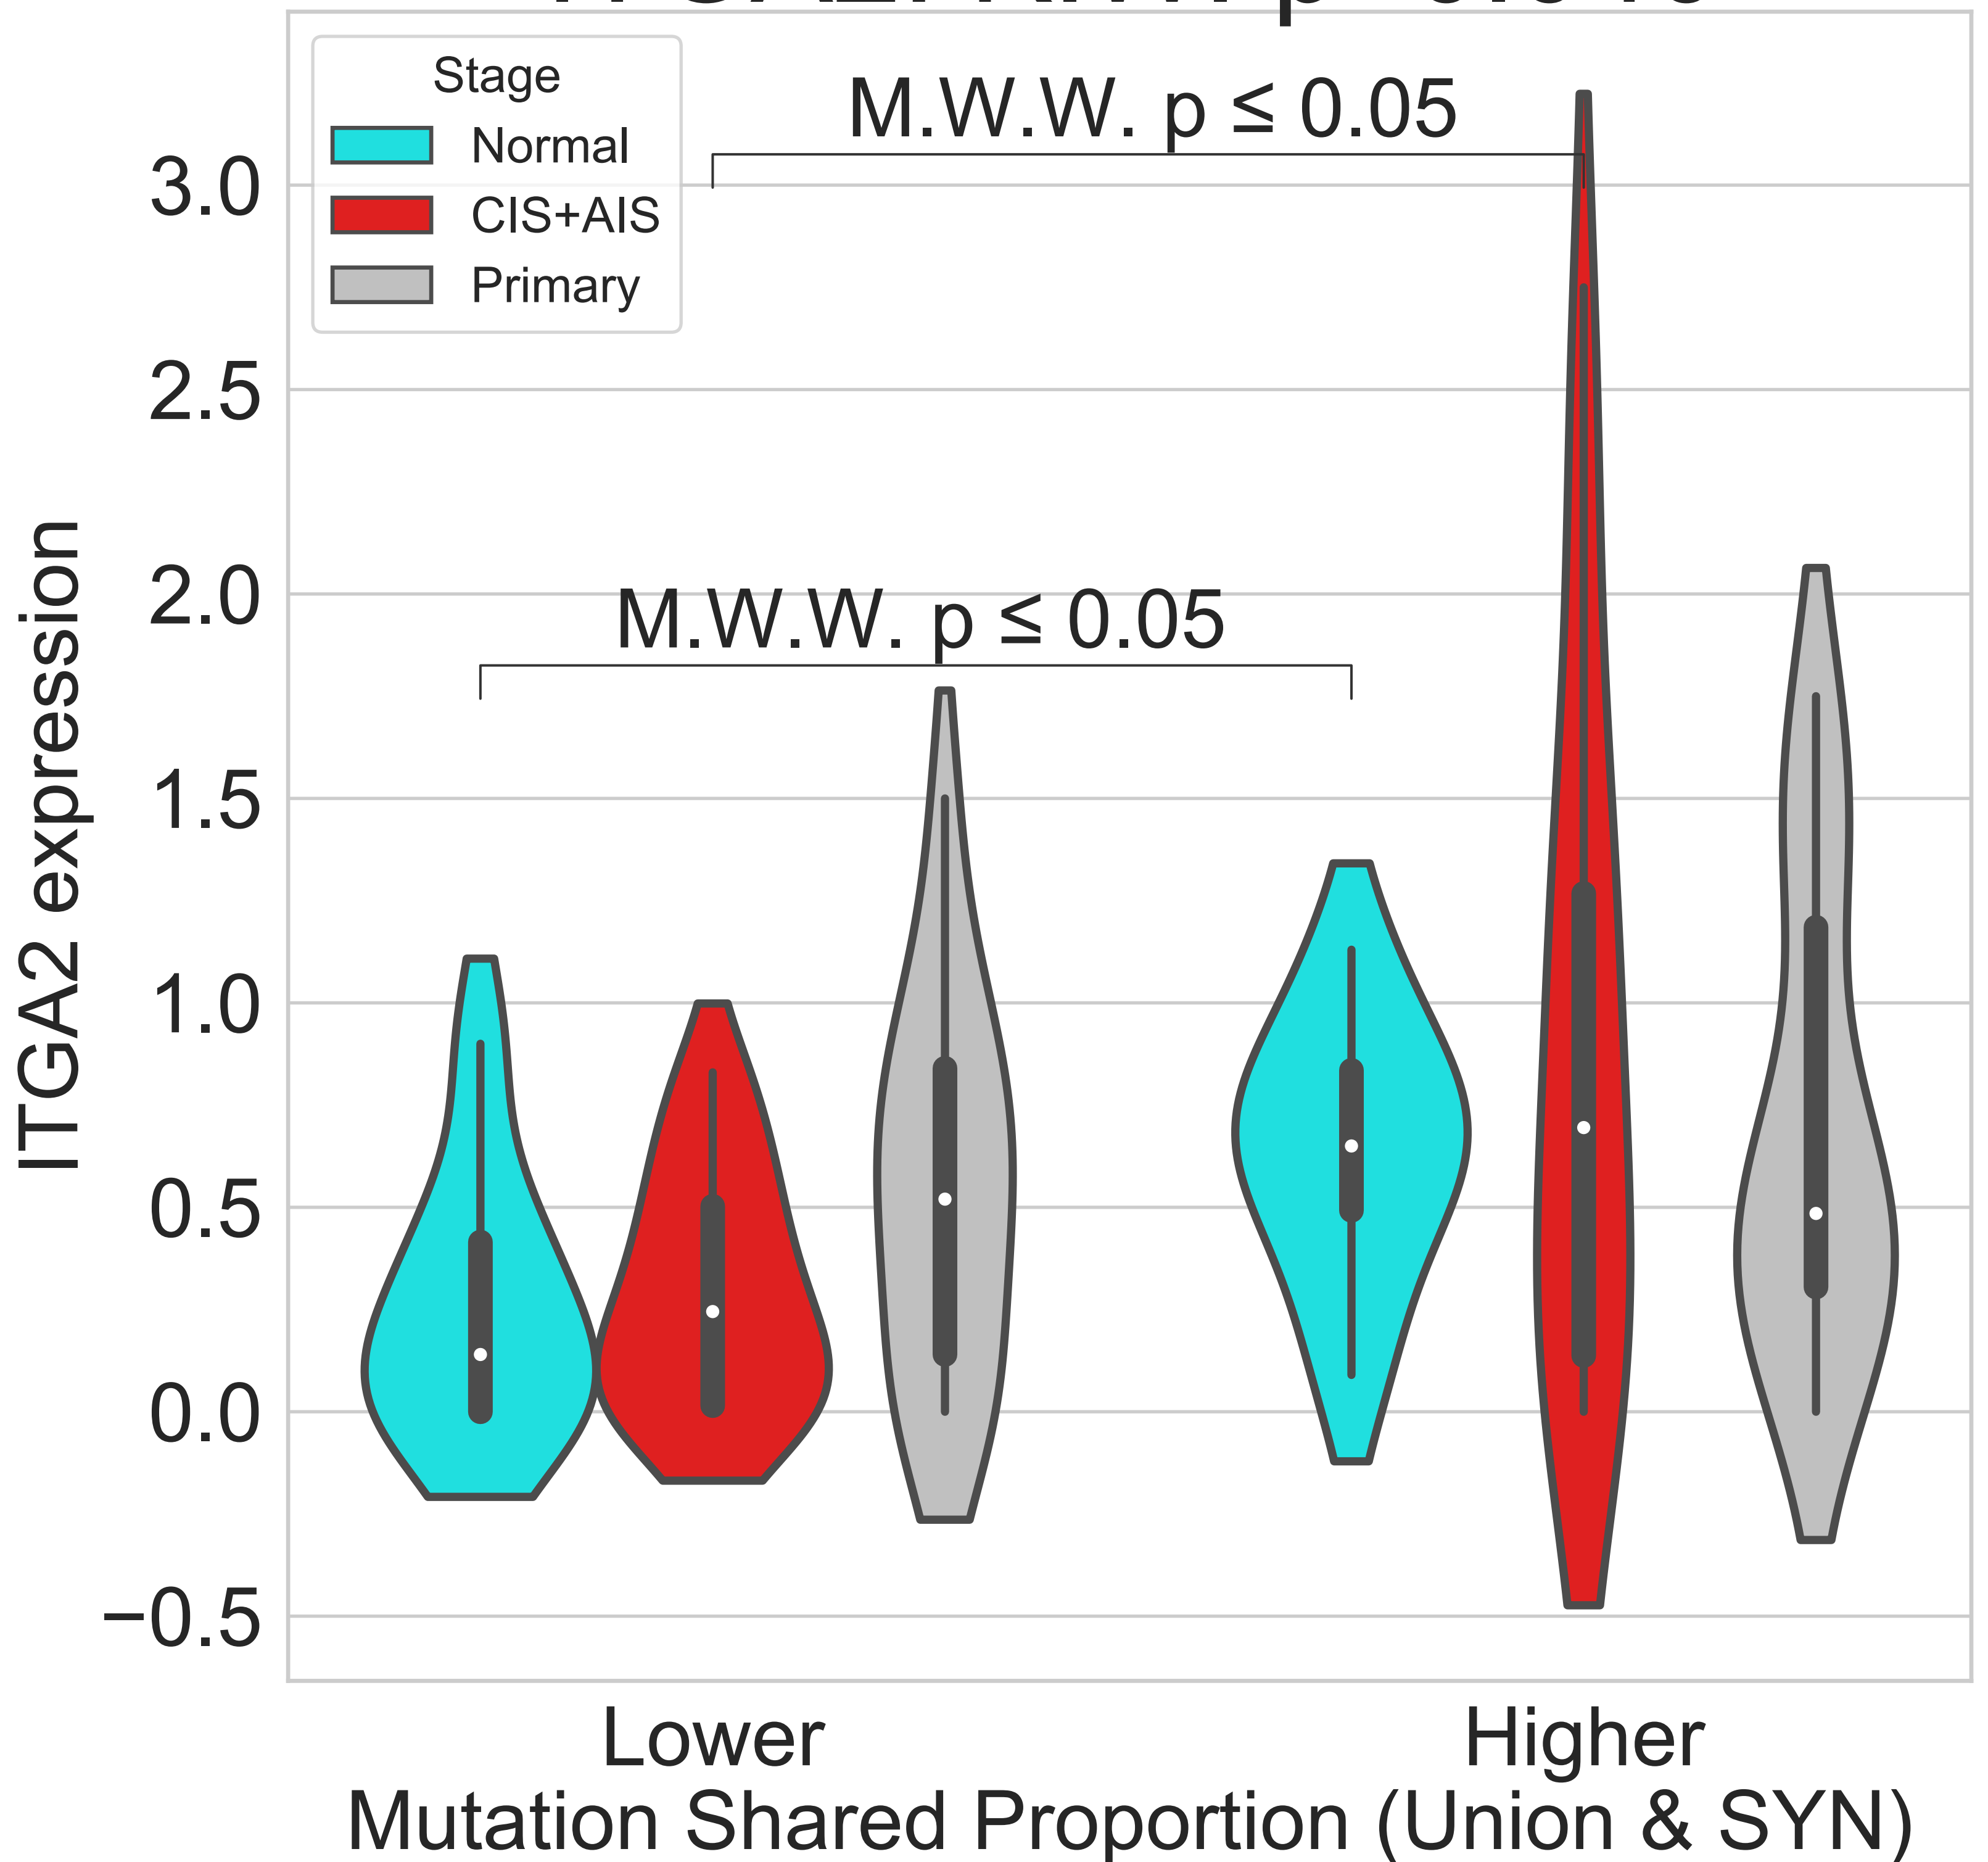 Stage
Normal
CIS+AIS
Primary
M.W.W. p ≤ 0.05
M.W.W. p ≤ 0.05
3.0
2.5
2.0
1.5
1.0
0.5
0.0
−0.5
ITGA2 expression
Lower
Higher
Mutation Shared Proportion (Union & SYN)